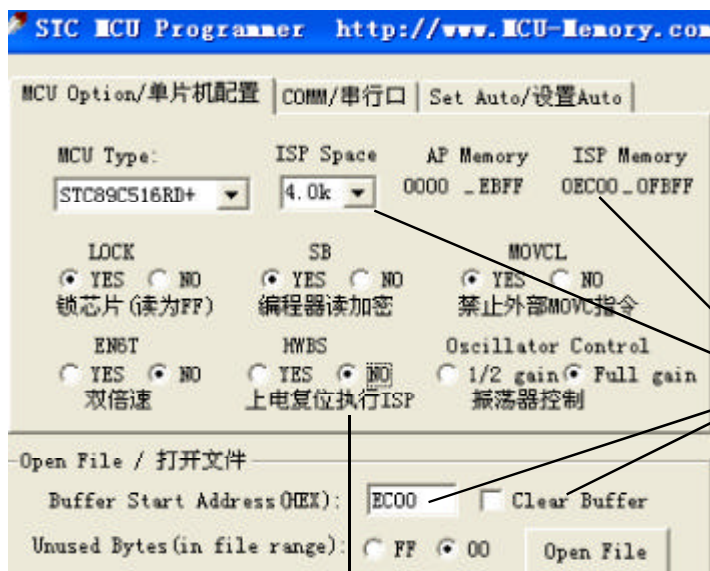 STC MCU Programmer http://www.MCU-Memory.com
MCU Option/单片机配置 COMM/串行口 Set Auto/设置Auto
MCU Type: ISP Space AP Memory ISP Memory
STC89C516RD+ 4.0k 0000 _ EBFF 0EC00_0FBFF
LOCK SB MOVCL
YES NO YES NO YES NO
锁芯片(读为FF) 编程器读加密 禁止外部MOVC指令
EN6T HWBS Oscillator Control
YES NO YES NO 1/2 gain Full gain
双倍速 上电复位执行ISP 振荡器控制
Open File / 打开文件
Buffer Start Address(HEX): EC00 Clear Buffer
Unused Bytes(in file range): FF 00 Open File